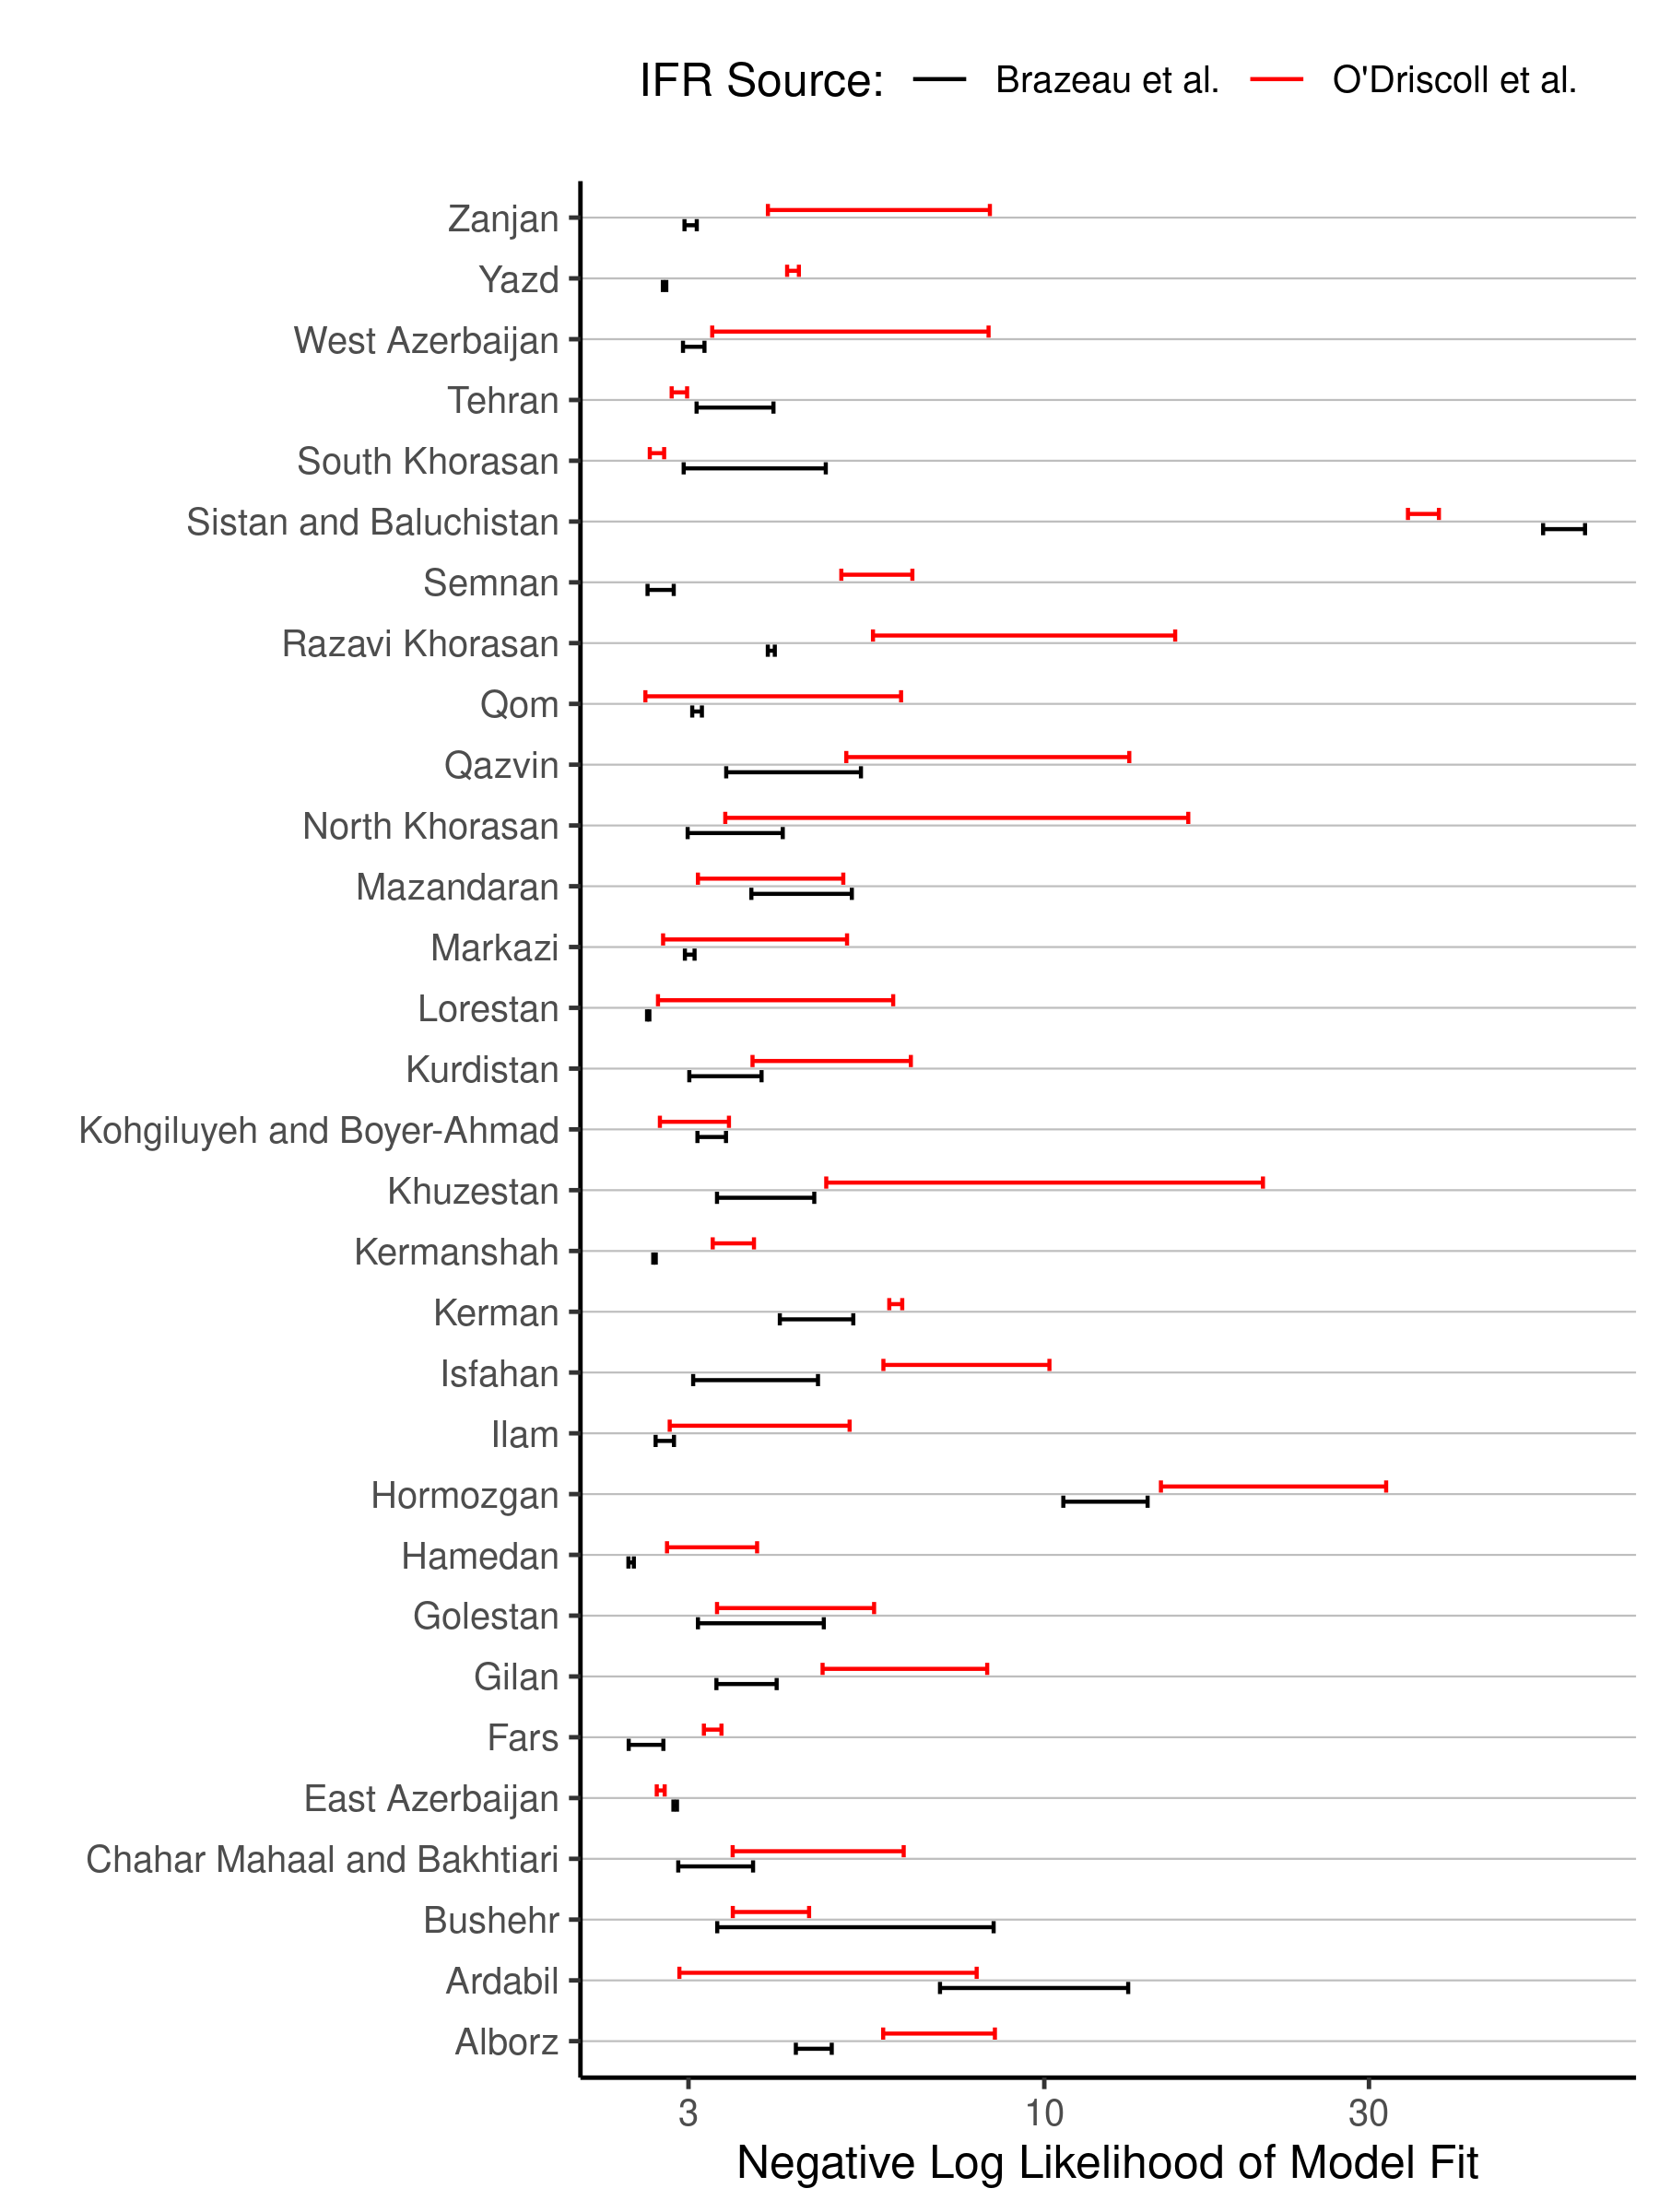 IFR Source: Brazeau et al. O'Driscoll et al.
Zanjan
Yazd
West Azerbaijan
Tehran
South Khorasan
Sistan and Baluchistan
Semnan
Razavi Khorasan
Qom
Qazvin
North Khorasan
Mazandaran
Markazi
Lorestan
Kurdistan
Kohgiluyeh and Boyer-Ahmad
Khuzestan
Kermanshah
Kerman
Isfahan
Ilam
Hormozgan
Hamedan
Golestan
Gilan
Fars
East Azerbaijan
Chahar Mahaal and Bakhtiari
Bushehr
Ardabil
Alborz
3 10 30
Negative Log Likelihood of Model Fit